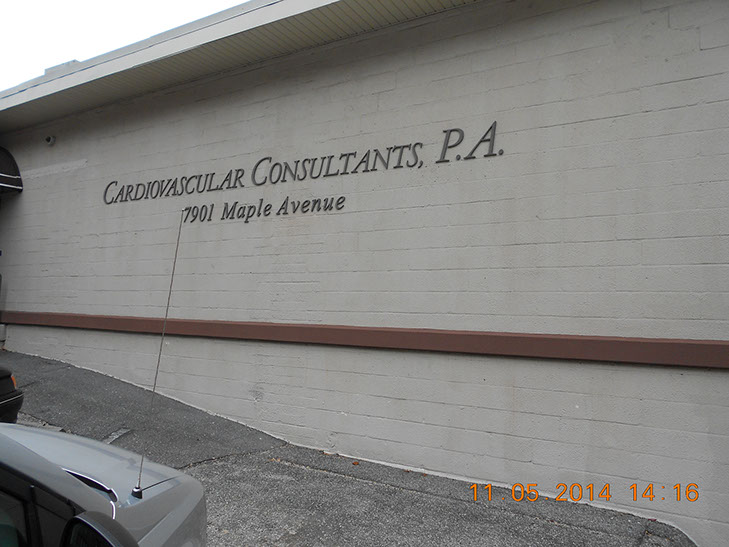 CARDIOVASCULAR CONSULTANTS, P.A.
7901 Maple Avenue
11 05 2014 14:16